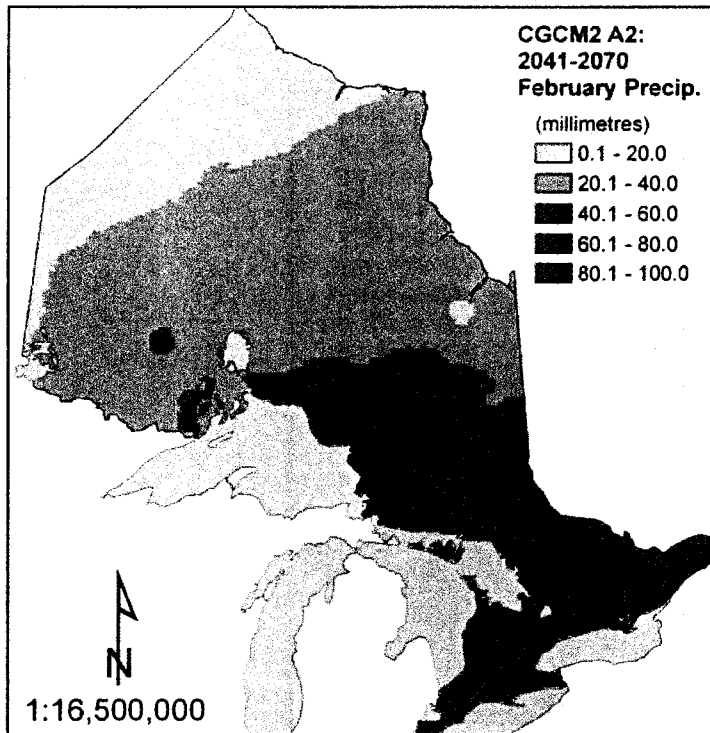 CGCM2 A2:
2041-2070
February Precip.
(millimetres)
0.1 - 20.0
20.1 - 40.0
40.1 - 60.0
60.1 - 80.0
80.1 - 100.0
N
1:16,500,000